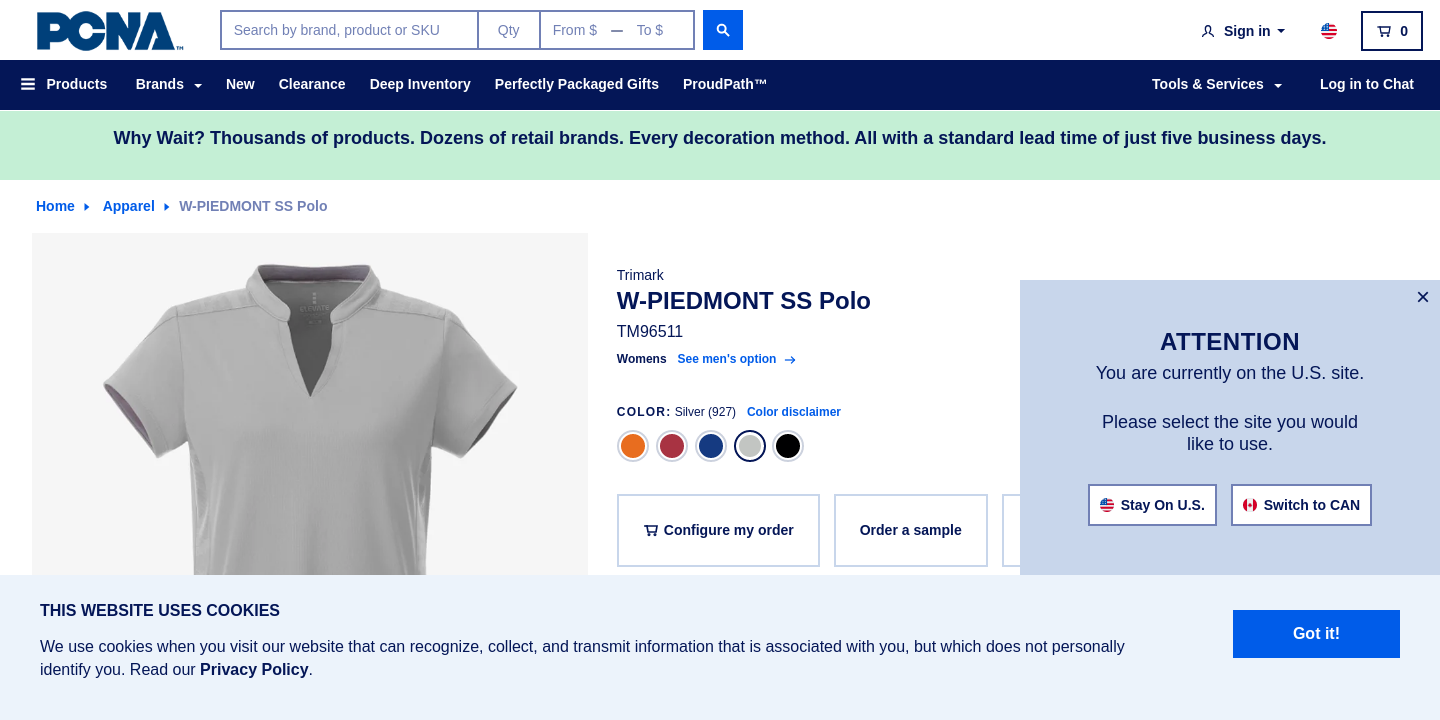 PCNA™
Search by brand, product or SKU
Qty
From $ — To $
Sign in
0
Products
Brands
New
Clearance
Deep Inventory
Perfectly Packaged Gifts
ProudPath™
Tools & Services
Log in to Chat
Why Wait? Thousands of products. Dozens of retail brands. Every decoration method. All with a standard lead time of just five business days.
Home
Apparel
W-PIEDMONT SS Polo
ELEVATE
Trimark
W-PIEDMONT SS Polo
TM96511
Womens See men's option
COLOR: Silver (927) Color disclaimer
Configure my order
Order a sample
×
ATTENTION
You are currently on the U.S. site.
Please select the site you would
like to use.
Stay On U.S.
Switch to CAN
THIS WEBSITE USES COOKIES
We use cookies when you visit our website that can recognize, collect, and transmit information that is associated with you, but which does not personally
identify you. Read our Privacy Policy.
Got it!